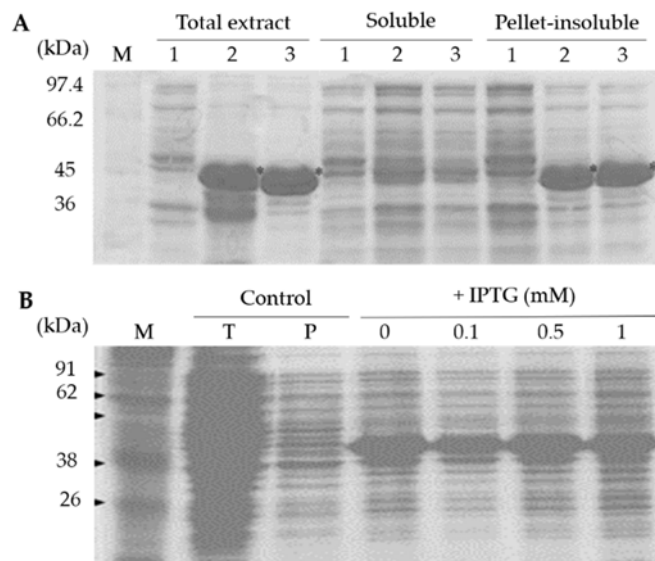 A
Total extract Soluble Pellet-insoluble
(kDa) M 1 2 3 1 2 3 1 2 3
97.4
66.2
45
36
B
Control + IPTG (mM)
(kDa) M T P 0 0.1 0.5 1
91
62
38
26